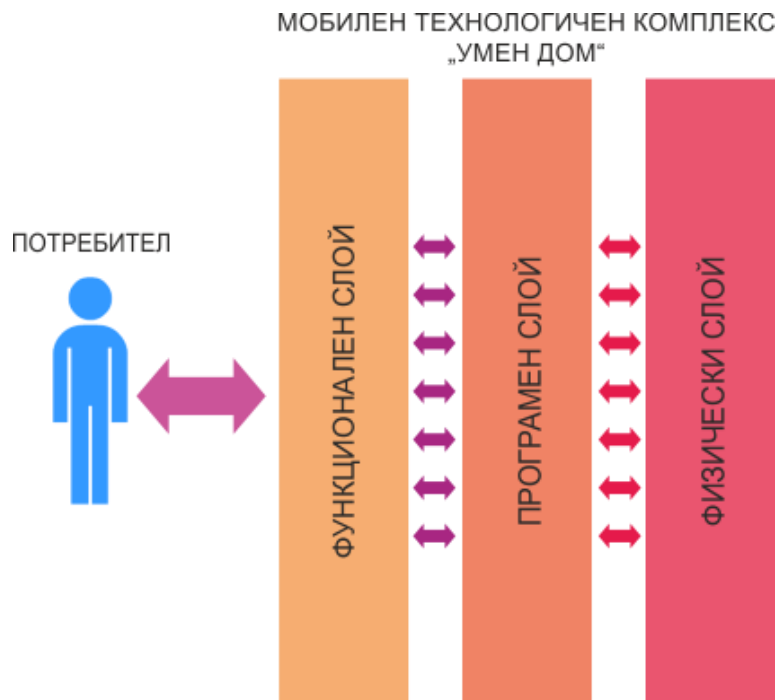 МОБИЛЕН ТЕХНОЛОГИЧЕН КОМПЛЕКС
„УМЕН ДОМ“
ПОТРЕБИТЕЛ
ФУНКЦИОНАЛЕН СЛОЙ
ПРОГРАМЕН СЛОЙ
ФИЗИЧЕСКИ СЛОЙ